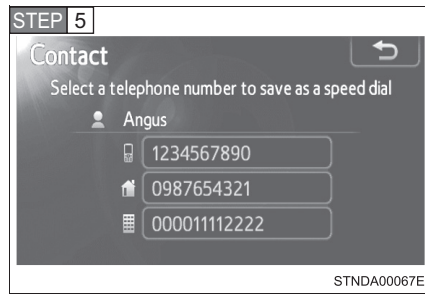 STEP 5
Contact
Select a telephone number to save as a speed dial
Angus
1234567890
0987654321
000011112222
STNDA00067E